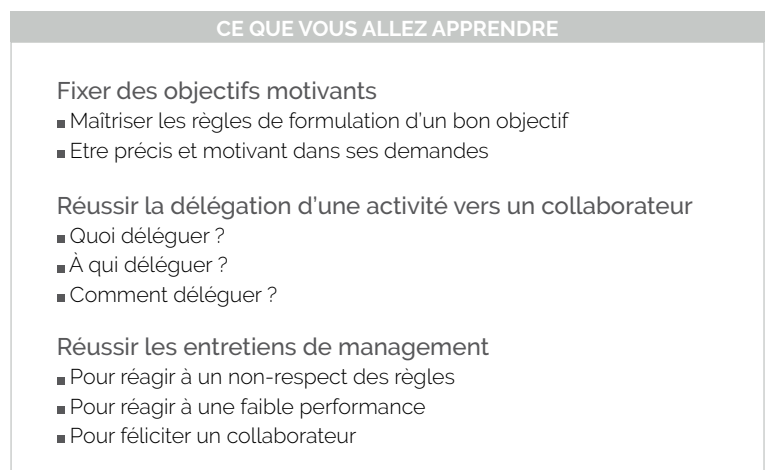 CE QUE VOUS ALLEZ APPRENDRE
Fixer des objectifs motivants
▪ Maîtriser les règles de formulation d'un bon objectif
▪ Etre précis et motivant dans ses demandes
Réussir la délégation d'une activité vers un collaborateur
▪ Quoi déléguer ?
▪ À qui déléguer ?
▪ Comment déléguer ?
Réussir les entretiens de management
▪ Pour réagir à un non-respect des règles
▪ Pour réagir à une faible performance
▪ Pour féliciter un collaborateur